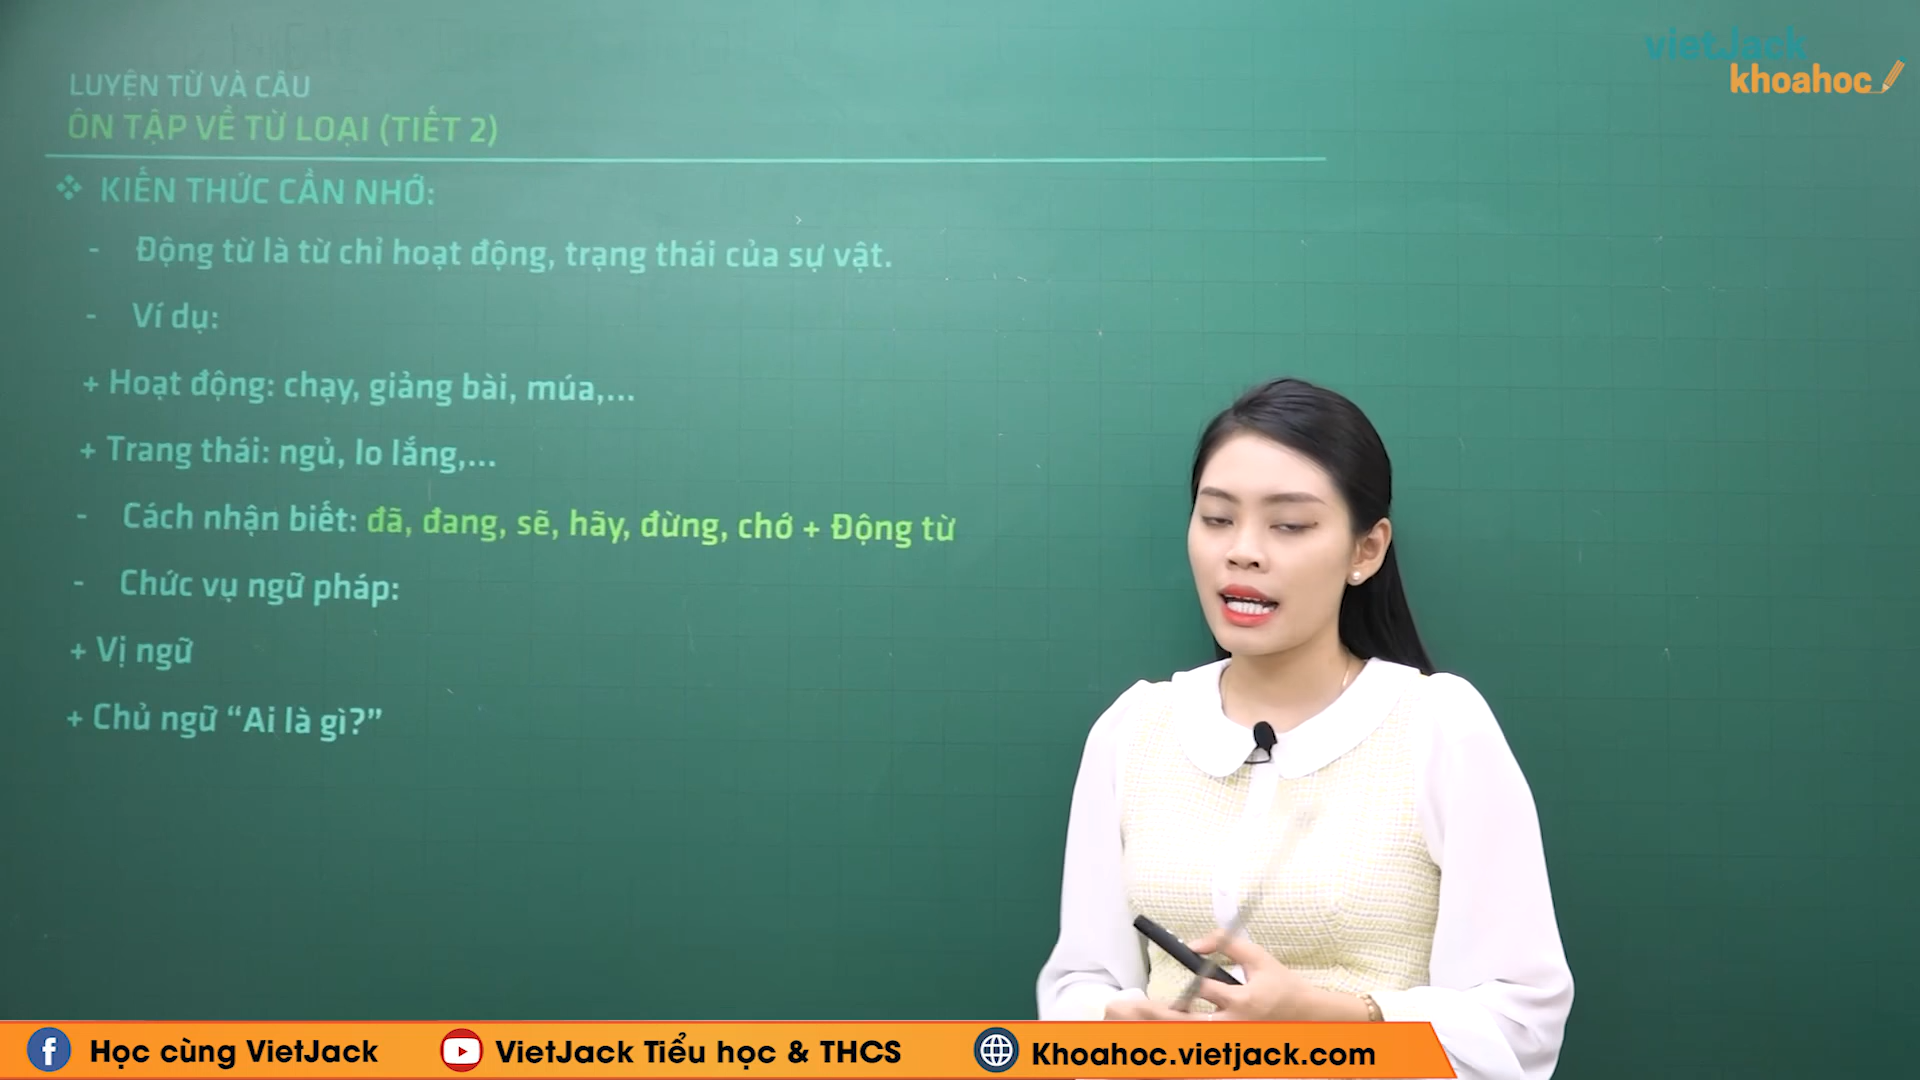 vietJack
khoahoc
LUYỆN TỪ VÀ CÂU
ÔN TẬP VỀ TỪ LOẠI (TIẾT 2)
❖ KIẾN THỨC CẦN NHỚ:
- Động từ là từ chỉ hoạt động, trạng thái của sự vật.
- Ví dụ:
+ Hoạt động: chạy, giảng bài, múa,...
+ Trang thái: ngủ, lo lắng,...
- Cách nhận biết: đã, đang, sẽ, hãy, đừng, chớ + Động từ
- Chức vụ ngữ pháp:
+ Vị ngữ
+ Chủ ngữ “Ai là gì?”
Học cùng VietJack
VietJack Tiểu học & THCS
Khoahoc.vietjack.com